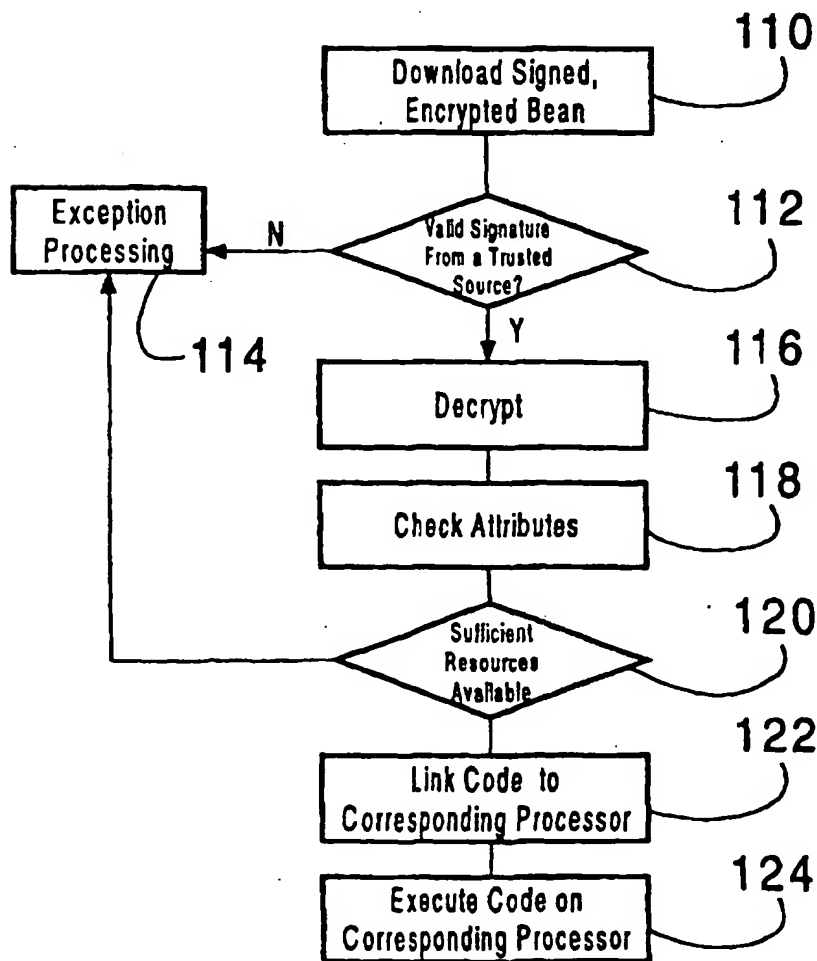 110
Download Signed,
Encrypted Bean
112
Valid Signature
From a Trusted
Source?
N
Exception
Processing
114
Y
116
Decrypt
118
Check Attributes
120
Sufficient
Resources
Available
122
Link Code to
Corresponding Processor
124
Execute Code on
Corresponding Processor